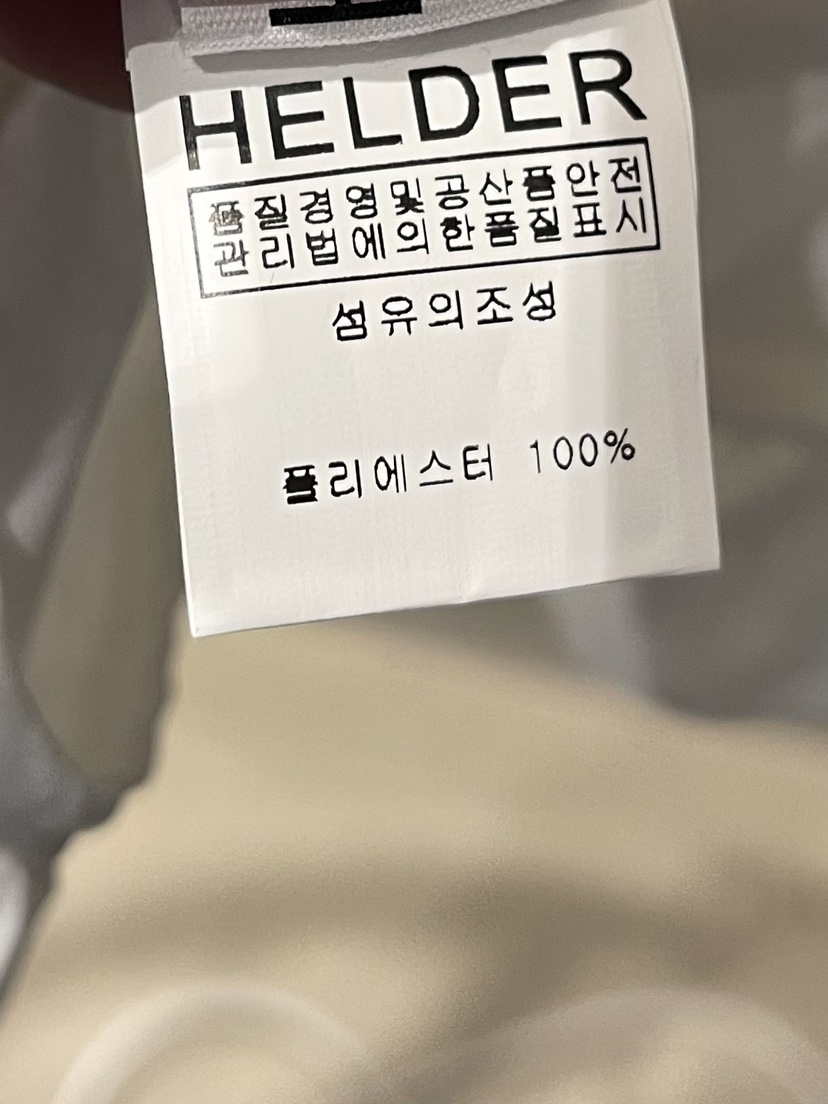 HELDER
품질경영및공산품안전
관리법에의한품질표시
섬유의조성
폴리에스터 100%